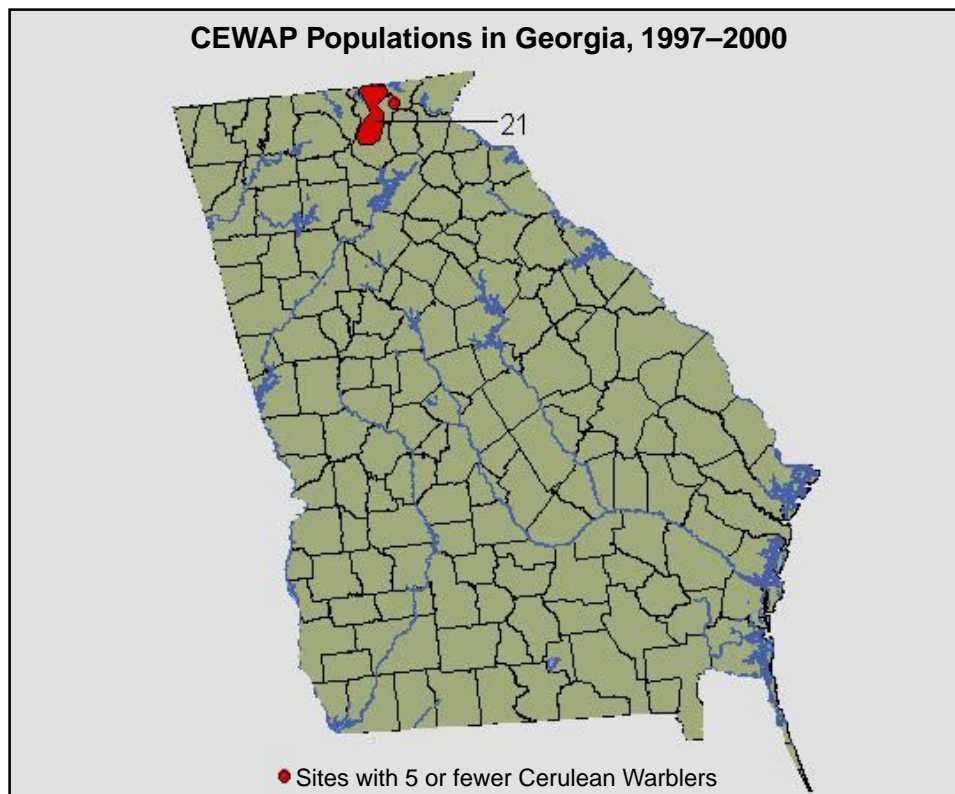 CEWAP Populations in Georgia, 1997–2000
21
Sites with 5 or fewer Cerulean Warblers